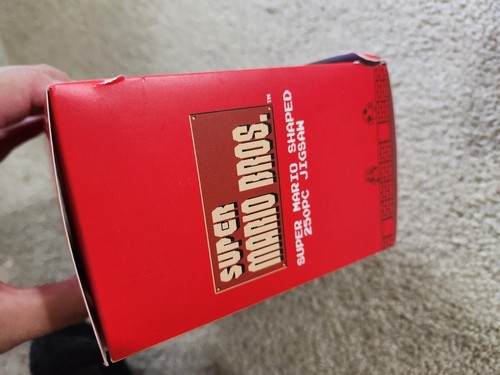 SUPER
MARIO BROS.™
SUPER MARIO SHAPED
250PC JIGSAW